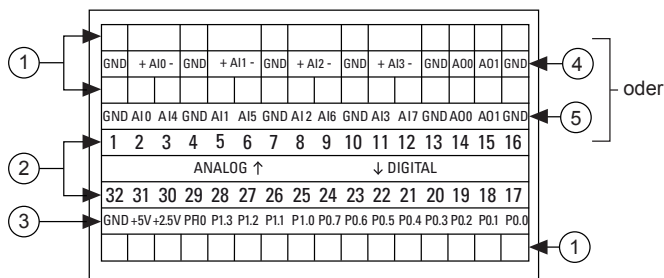 GND + AI0 - GND + AI1 - GND + AI2 - GND + AI3 - GND AO0 AO1 GND
1 4
oder
GND AI0 AI4 GND AI1 AI5 GND AI2 AI6 GND AI3 AI7 GND AO0 AO1 GND
5
1 2 3 4 5 6 7 8 9 10 11 12 13 14 15 16
2
ANALOG ↑ ↓ DIGITAL
32 31 30 29 28 27 26 25 24 23 22 21 20 19 18 17
3
GND +5V +2.5V PFI0 P1.3 P1.2 P1.1 P1.0 P0.7 P0.6 P0.5 P0.4 P0.3 P0.2 P0.1 P0.0
1